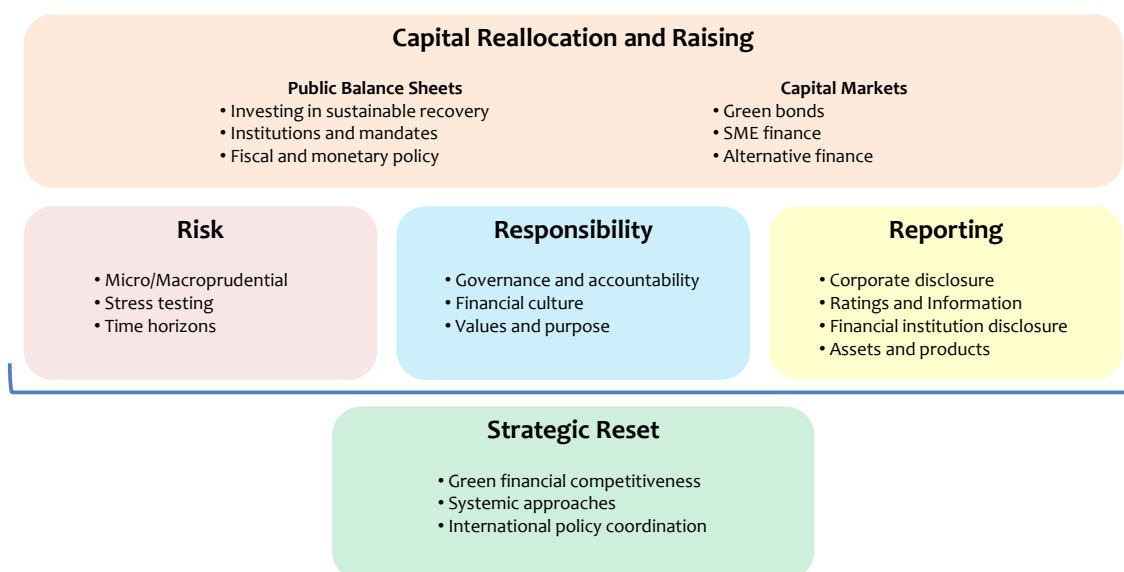 Capital Reallocation and Raising
Public Balance Sheets
• Investing in sustainable recovery
• Institutions and mandates
• Fiscal and monetary policy
Capital Markets
• Green bonds
• SME finance
• Alternative finance
Risk
• Micro/Macroprudential
• Stress testing
• Time horizons
Responsibility
• Governance and accountability
• Financial culture
• Values and purpose
Reporting
• Corporate disclosure
• Ratings and Information
• Financial institution disclosure
• Assets and products
Strategic Reset
• Green financial competitiveness
• Systemic approaches
• International policy coordination